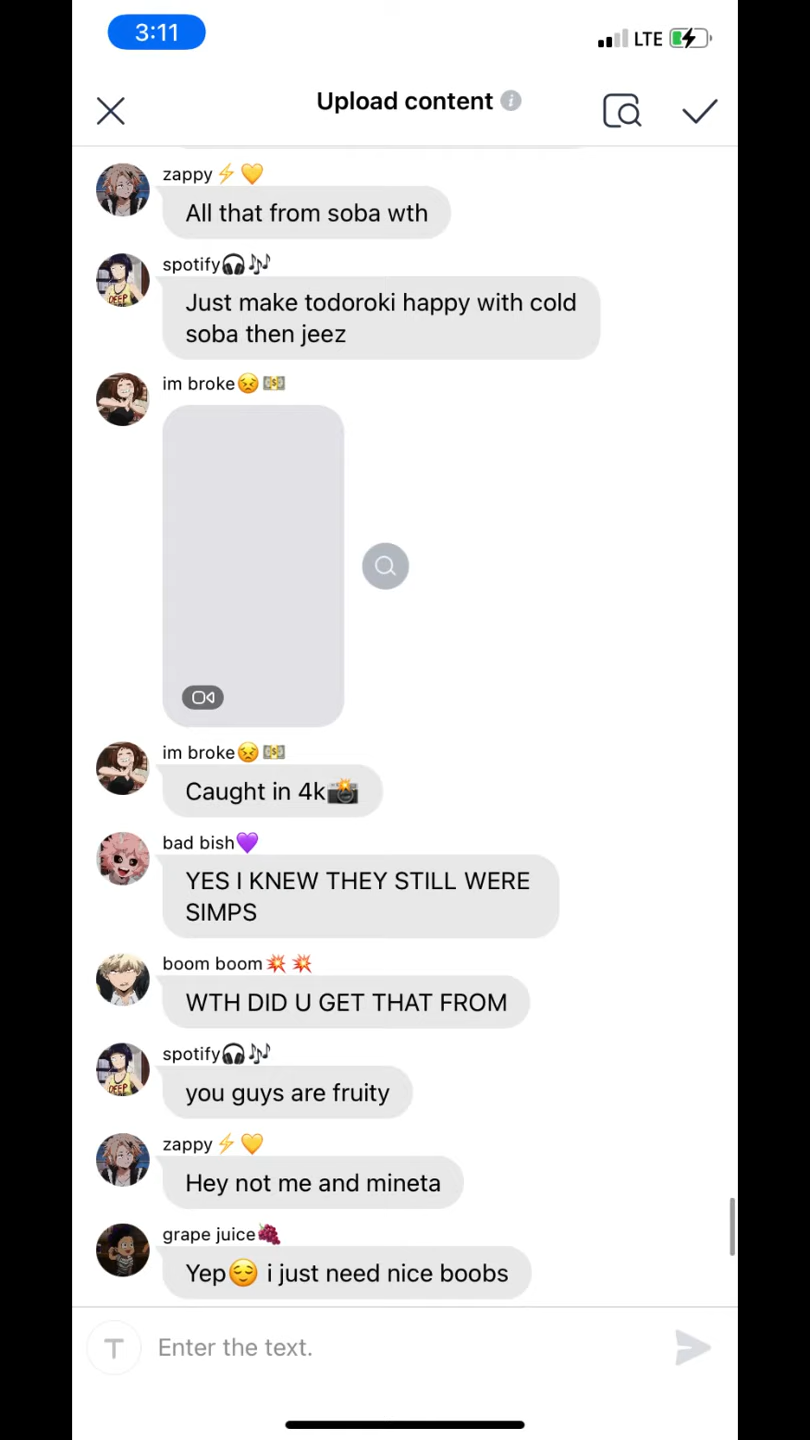 3:11
LTE
Upload content
zappy⚡💛
All that from soba wth
spotify🎧🎶
Just make todoroki happy with cold
soba then jeez
im broke😣💵
im broke😣💵
Caught in 4k📸
bad bish💜
YES I KNEW THEY STILL WERE
SIMPS
boom boom💥💥
WTH DID U GET THAT FROM
spotify🎧🎶
you guys are fruity
zappy⚡💛
Hey not me and mineta
grape juice🍇
Yep😌 i just need nice boobs
T
Enter the text.